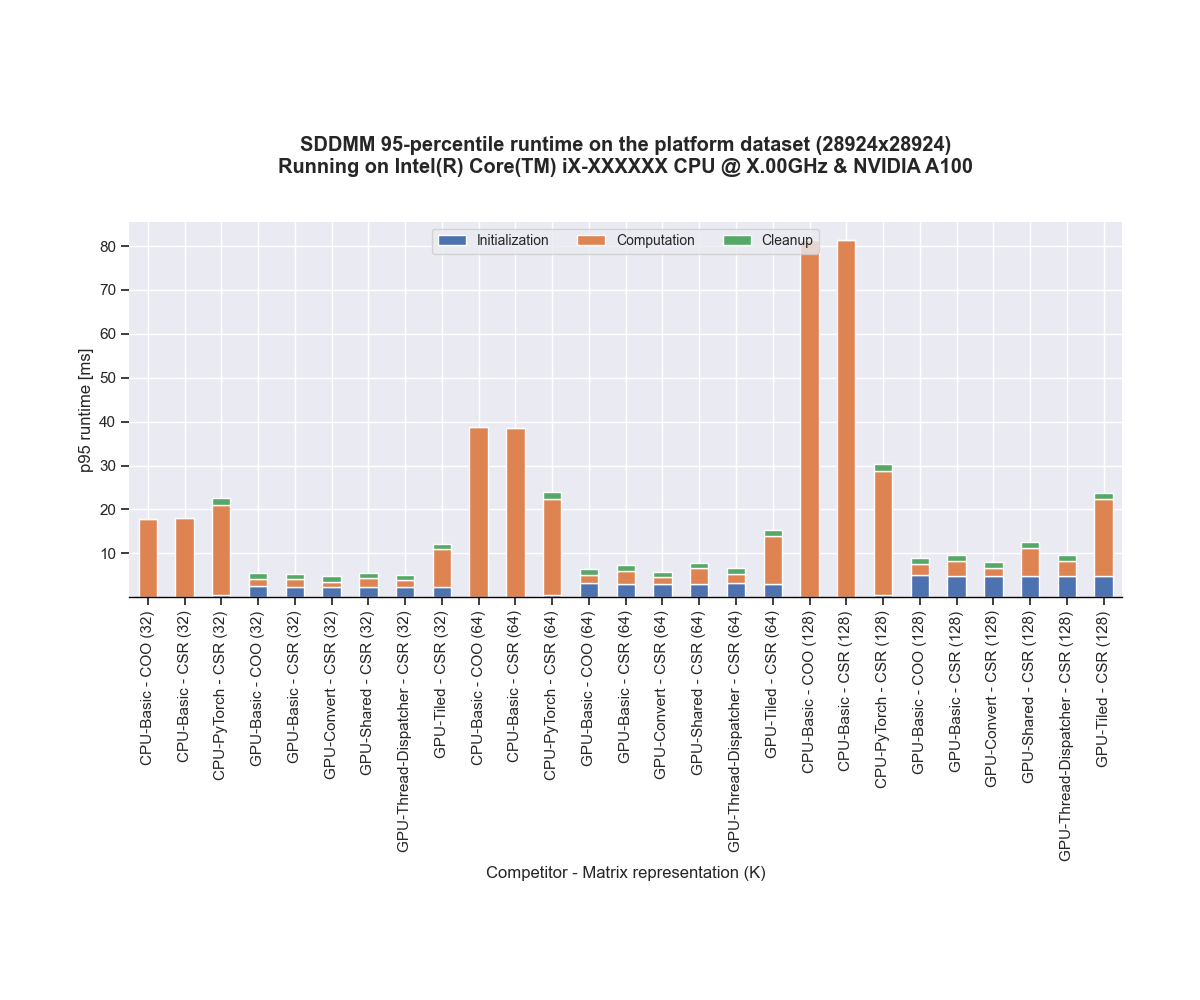 SDDMM 95-percentile runtime on the platform dataset (28924x28924)
Running on Intel(R) Core(TM) iX-XXXXXX CPU @ X.00GHz & NVIDIA A100
Initialization
Computation
Cleanup
p95 runtime [ms]
80
70
60
50
40
30
20
10
CPU-Basic - COO (32)
CPU-Basic - CSR (32)
CPU-PyTorch - CSR (32)
GPU-Basic - COO (32)
GPU-Basic - CSR (32)
GPU-Convert - CSR (32)
GPU-Shared - CSR (32)
GPU-Thread-Dispatcher - CSR (32)
GPU-Tiled - CSR (32)
CPU-Basic - COO (64)
CPU-Basic - CSR (64)
CPU-PyTorch - CSR (64)
GPU-Basic - COO (64)
GPU-Basic - CSR (64)
GPU-Convert - CSR (64)
GPU-Shared - CSR (64)
GPU-Thread-Dispatcher - CSR (64)
GPU-Tiled - CSR (64)
CPU-Basic - COO (128)
CPU-Basic - CSR (128)
CPU-PyTorch - CSR (128)
GPU-Basic - COO (128)
GPU-Basic - CSR (128)
GPU-Convert - CSR (128)
GPU-Shared - CSR (128)
GPU-Thread-Dispatcher - CSR (128)
GPU-Tiled - CSR (128)
Competitor - Matrix representation (K)